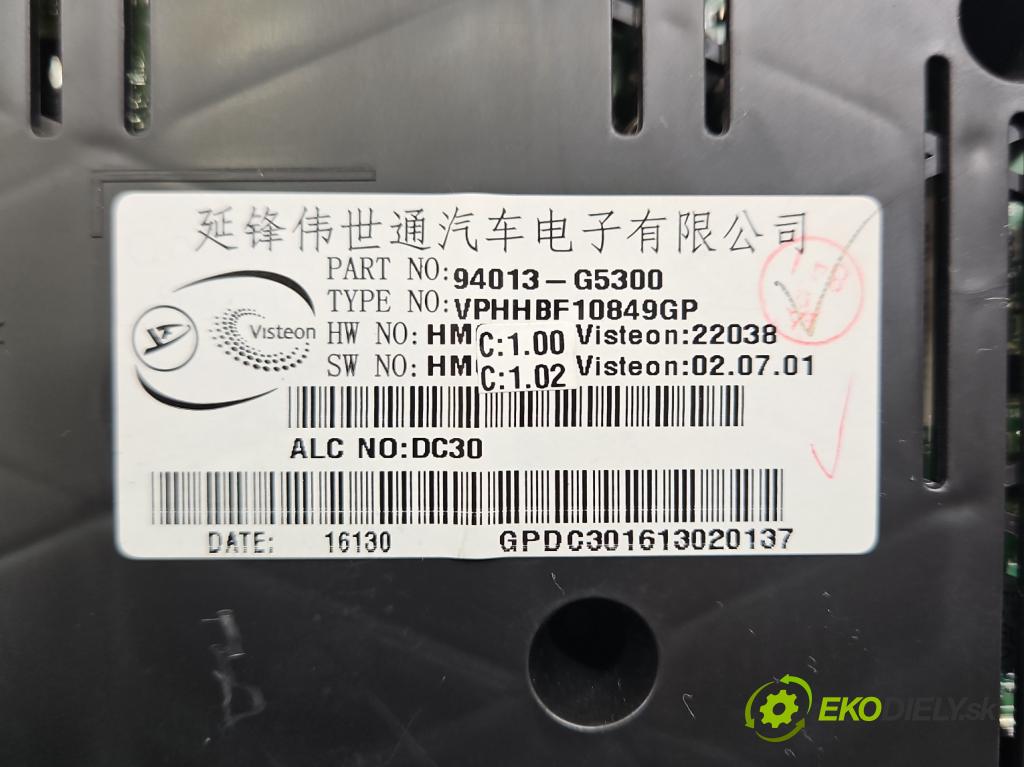 延锋伟世通汽车电子有限公司
PART NO:94013-G5300
TYPE NO:VPHHBF10849GP
Visteon
HW NO:HMC:1.00 Visteon:22038
SW NO:HMC:1.02 Visteon:02.07.01
ALC NO:DC30
DATE: 16130 GPDC301613020137
EKODIELY.sk